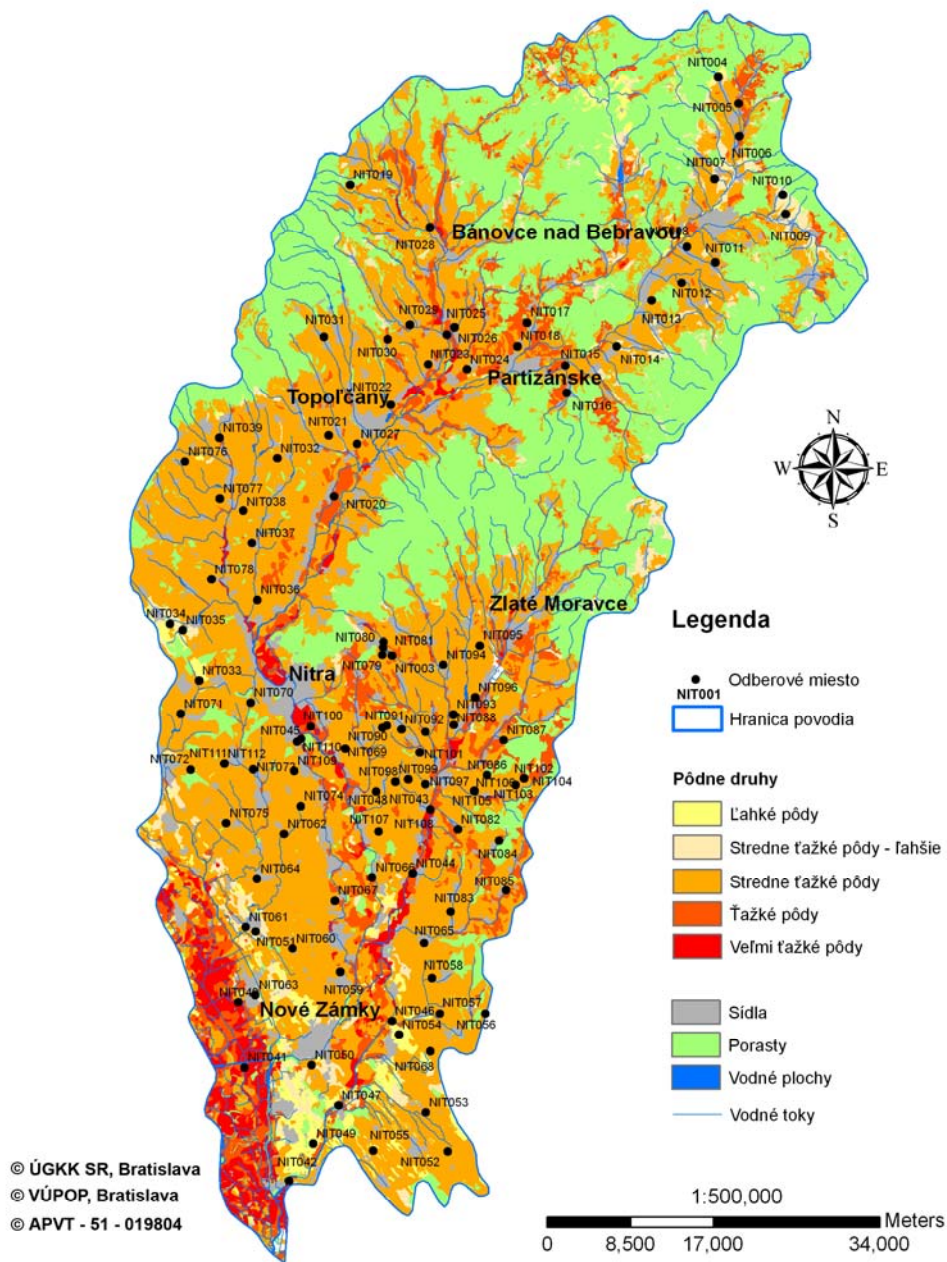 NIT004
NIT005
NIT006
NIT007
NIT010
NIT019
NIT009
NIT028
Bánovce nad Bebravou
NIT011
NIT012
NIT013
NIT017
NIT025
NIT031
NIT026
NIT018
NIT030
NIT023
NIT024
NIT015
NIT014
Partizánske
NIT022
NIT016
Topoľčany
NIT039
NIT021
NIT027
NIT076
NIT032
NIT077
NIT038
NIT020
N
W
E
S
NIT037
NIT078
NIT036
Zlaté Moravce
NIT034
NIT035
NIT080
NIT081
NIT095
NIT094
NIT079
NIT003
NIT033
Nitra
NIT070
NIT096
NIT071
NIT093
NIT100
NIT091
NIT092
NIT088
NIT087
NIT045
NIT090
NIT110
NIT069
NIT101
NIT072
NIT111
NIT112
NIT073
NIT109
NIT098
NIT099
NIT097
NIT086
NIT102
NIT106
NIT104
NIT103
NIT048
NIT043
NIT105
NIT074
NIT107
NIT108
NIT082
NIT075
NIT062
NIT084
NIT064
NIT066
NIT044
NIT085
NIT067
NIT083
NIT061
NIT051
NIT060
NIT065
NIT059
NIT058
NIT063
Nové Zámky
NIT046
NIT057
NIT054
NIT056
NIT041
NIT050
NIT068
NIT047
NIT053
NIT049
NIT055
NIT052
NIT042
Legenda
NIT001
Odberové miesto
Hranica povodia
Pôdne druhy
Ľahké pôdy
Stredne ťažké pôdy - ľahšie
Stredne ťažké pôdy
Ťažké pôdy
Veľmi ťažké pôdy
Sídla
Porasty
Vodné plochy
Vodné toky
© ÚGKK SR, Bratislava
© VÚPOP, Bratislava
© APVT - 51 - 019804
1:500,000
Meters
0 8,500 17,000 34,000